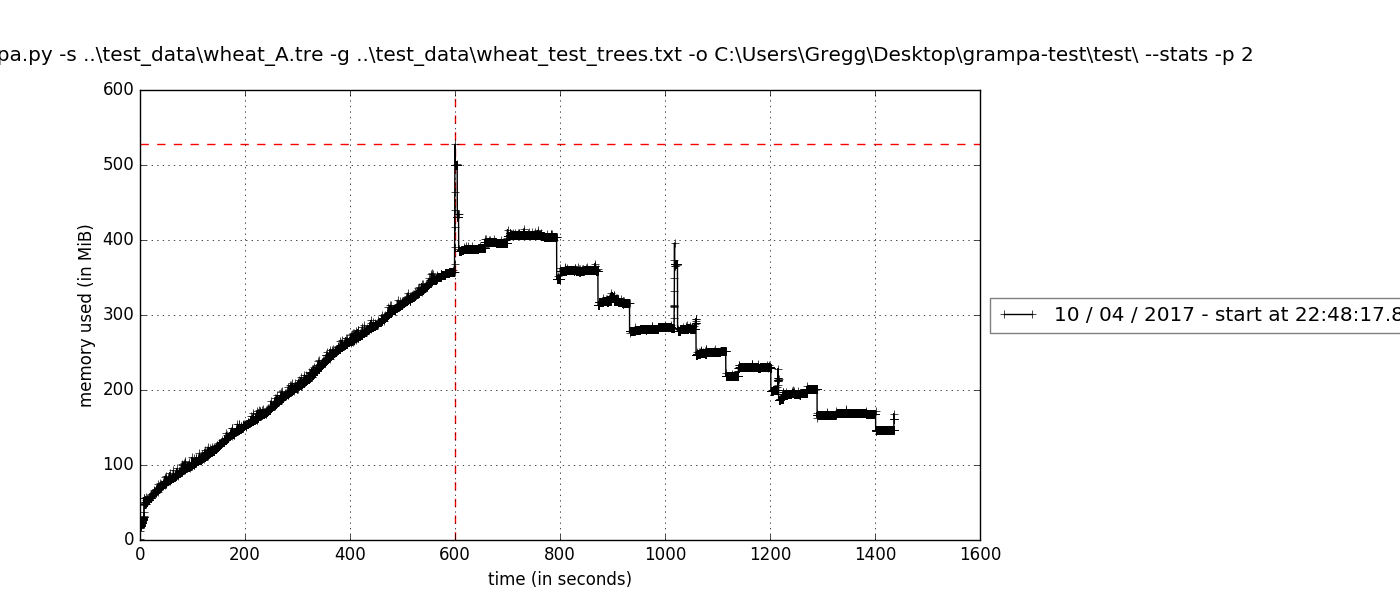 pa.py -s ..\test_data\wheat_A.tre -g ..\test_data\wheat_test_trees.txt -o C:\Users\Gregg\Desktop\grampa-test\test\ --stats -p 2
600
500
400
300
200
100
0
memory used (in MiB)
0 200 400 600 800 1000 1200 1400 1600
time (in seconds)
10 / 04 / 2017 - start at 22:48:17.8